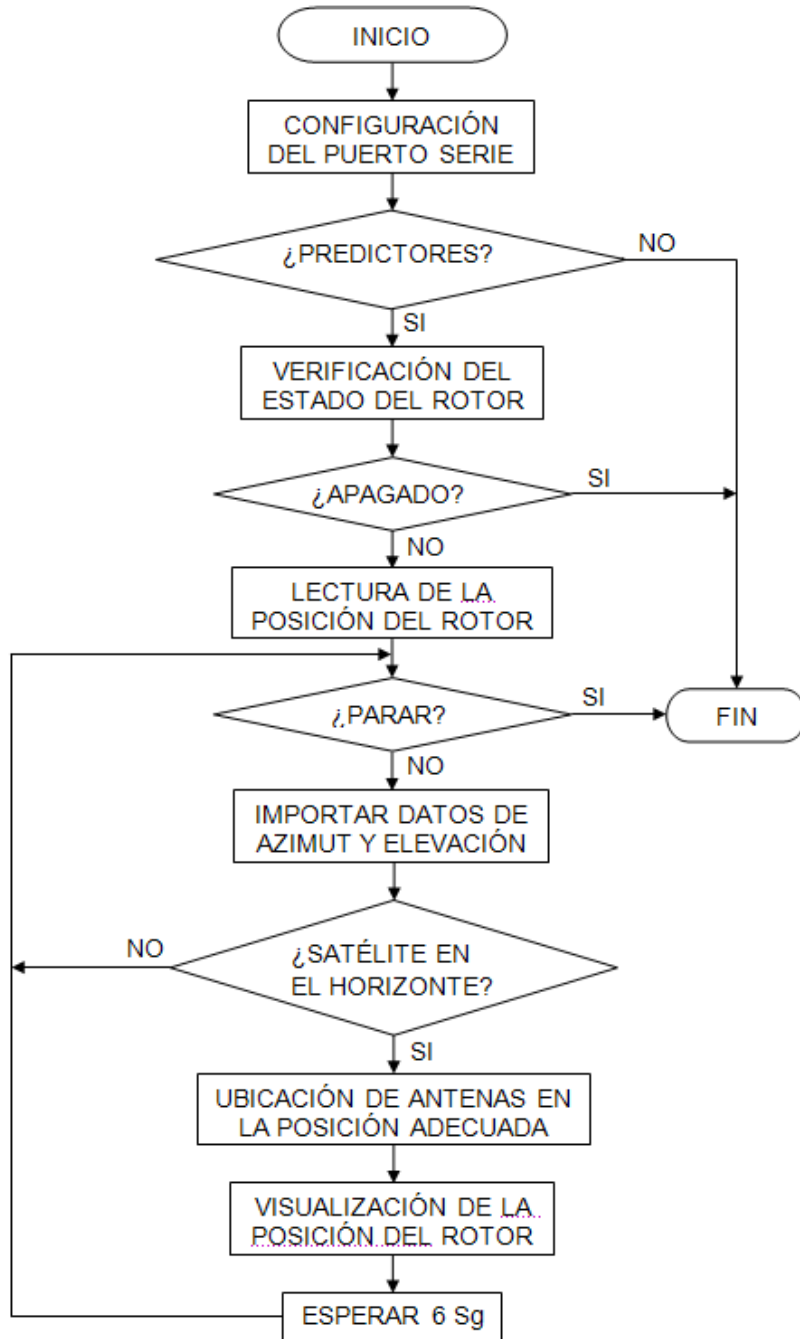 INICIO
CONFIGURACIÓN
DEL PUERTO SERIE
¿PREDICTORES?
NO
SI
VERIFICACIÓN DEL
ESTADO DEL ROTOR
¿APAGADO?
SI
NO
LECTURA DE LA
POSICIÓN DEL ROTOR
¿PARAR?
SI
FIN
NO
IMPORTAR DATOS DE
AZIMUT Y ELEVACIÓN
NO
¿SATÉLITE EN
EL HORIZONTE?
SI
UBICACIÓN DE ANTENAS EN
LA POSICIÓN ADECUADA
VISUALIZACIÓN DE LA
POSICIÓN DEL ROTOR
ESPERAR 6 Sg